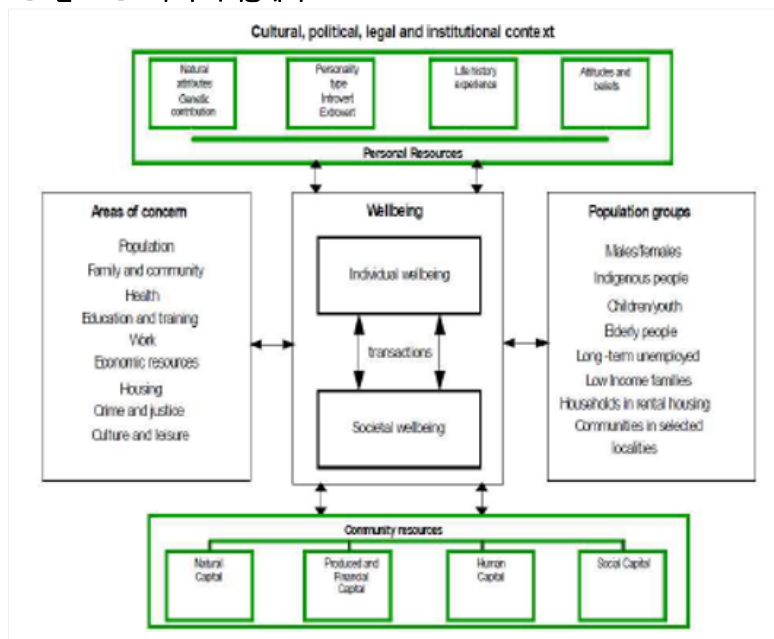 Cultural, political, legal and institutional context
Natural
attributes
Genetic
contribution
Personality
type
Introvert
Extrovert
Life history
experience
Attitudes and
beliefs
Personal Resources
Areas of concern
Population
Family and community
Health
Education and training
Work
Economic resources
Housing
Crime and justice
Culture and leisure
Wellbeing
Individual wellbeing
transactions
Societal wellbeing
Population groups
Males/females
Indigenous people
Children/youth
Elderly people
Long-term unemployed
Low Income families
Households in rental housing
Communities in selected
localities
Community resources
Natural
Capital
Produced and
Financial
Capital
Human
Capital
Social Capital